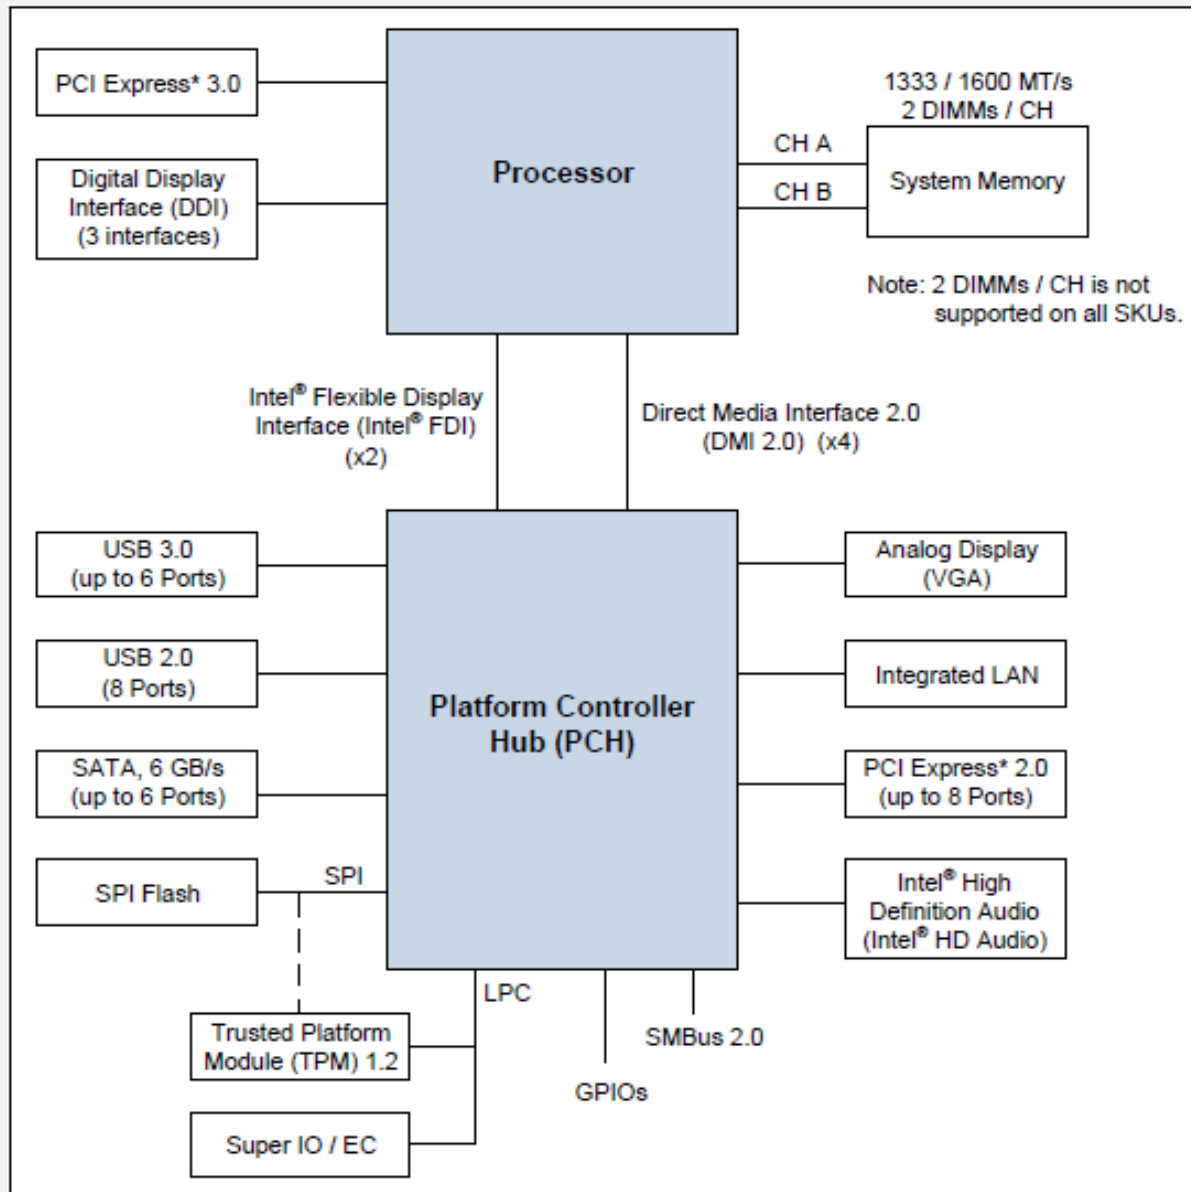 PCI Express* 3.0
Digital Display
Interface (DDI)
(3 interfaces)
Processor
1333 / 1600 MT/s
2 DIMMs / CH
CH A
CH B
System Memory
Note: 2 DIMMs / CH is not
supported on all SKUs.
Intel® Flexible Display
Interface (Intel® FDI)
(x2)
Direct Media Interface 2.0
(DMI 2.0) (x4)
USB 3.0
(up to 6 Ports)
USB 2.0
(8 Ports)
SATA, 6 GB/s
(up to 6 Ports)
SPI Flash
SPI
Platform Controller
Hub (PCH)
Analog Display
(VGA)
Integrated LAN
PCI Express* 2.0
(up to 8 Ports)
Intel® High
Definition Audio
(Intel® HD Audio)
LPC
Trusted Platform
Module (TPM) 1.2
Super IO / EC
SMBus 2.0
GPIOs